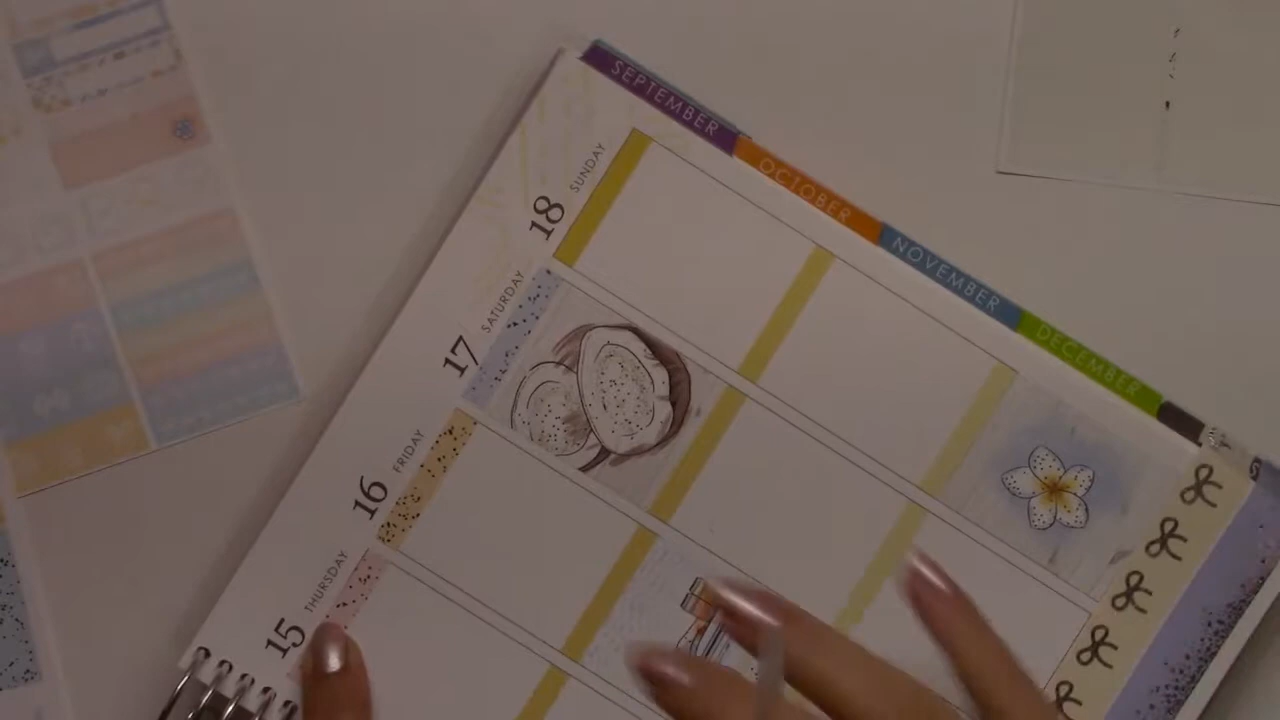 SEPTEMBER
OCTOBER
NOVEMBER
DECEMBER
18 SUNDAY
17 SATURDAY
16 FRIDAY
15 THURSDAY